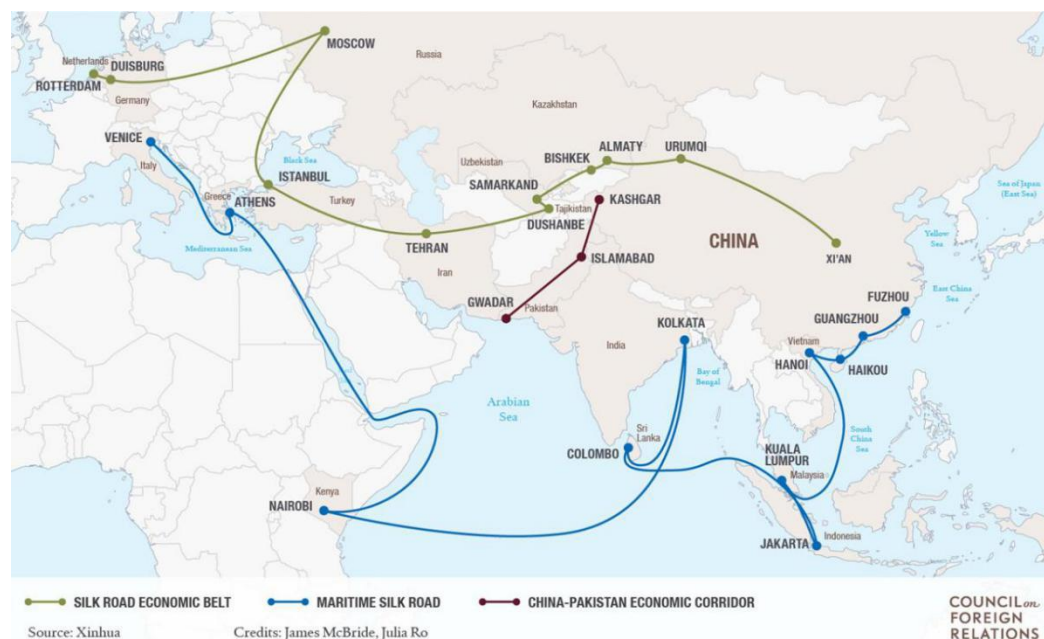 MOSCOW
Russia
Netherlands
DUISBURG
ROTTERDAM
Germany
Kazakhstan
VENICE
Italy
Black Sea
Uzbekistan
BISHKEK
ALMATY
URUMQI
ISTANBUL
SAMARKAND
Sea of Japan
(East Sea)
Greece
ATHENS
Turkey
Tajikistan
KASHGAR
DUSHANBE
TEHRAN
CHINA
Yellow
Sea
Mediterranean Sea
ISLAMABAD
XI'AN
Iran
East China
Sea
GWADAR
Pakistan
FUZHOU
KOLKATA
GUANGZHOU
India
Vietnam
HANOI
HAIKOU
Bay of
Bengal
Arabian
Sea
South
China
Sea
Sri
Lanka
COLOMBO
KUALA
LUMPUR
Malaysia
Kenya
NAIROBI
JAKARTA
Indonesia
SILK ROAD ECONOMIC BELT
MARITIME SILK ROAD
CHINA-PAKISTAN ECONOMIC CORRIDOR
Source: Xinhua
Credits: James McBride, Julia Ro
COUNCIL on
FOREIGN
RELATIONS